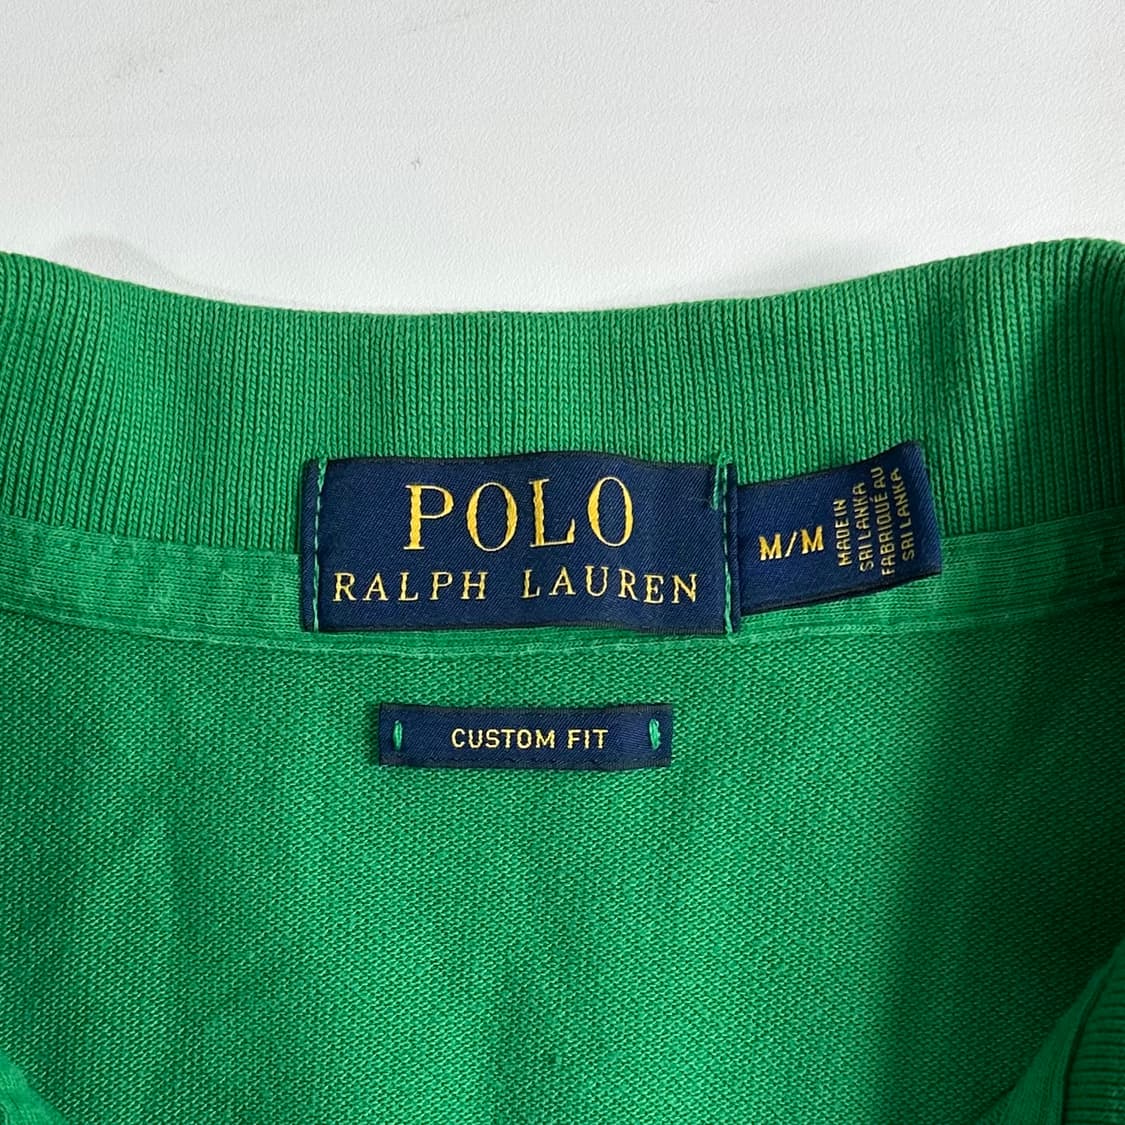 POLO
RALPH LAUREN
M/M
MADE IN
SRI LANKA
FABRIQUÉ AU
SRI LANKA
CUSTOM FIT